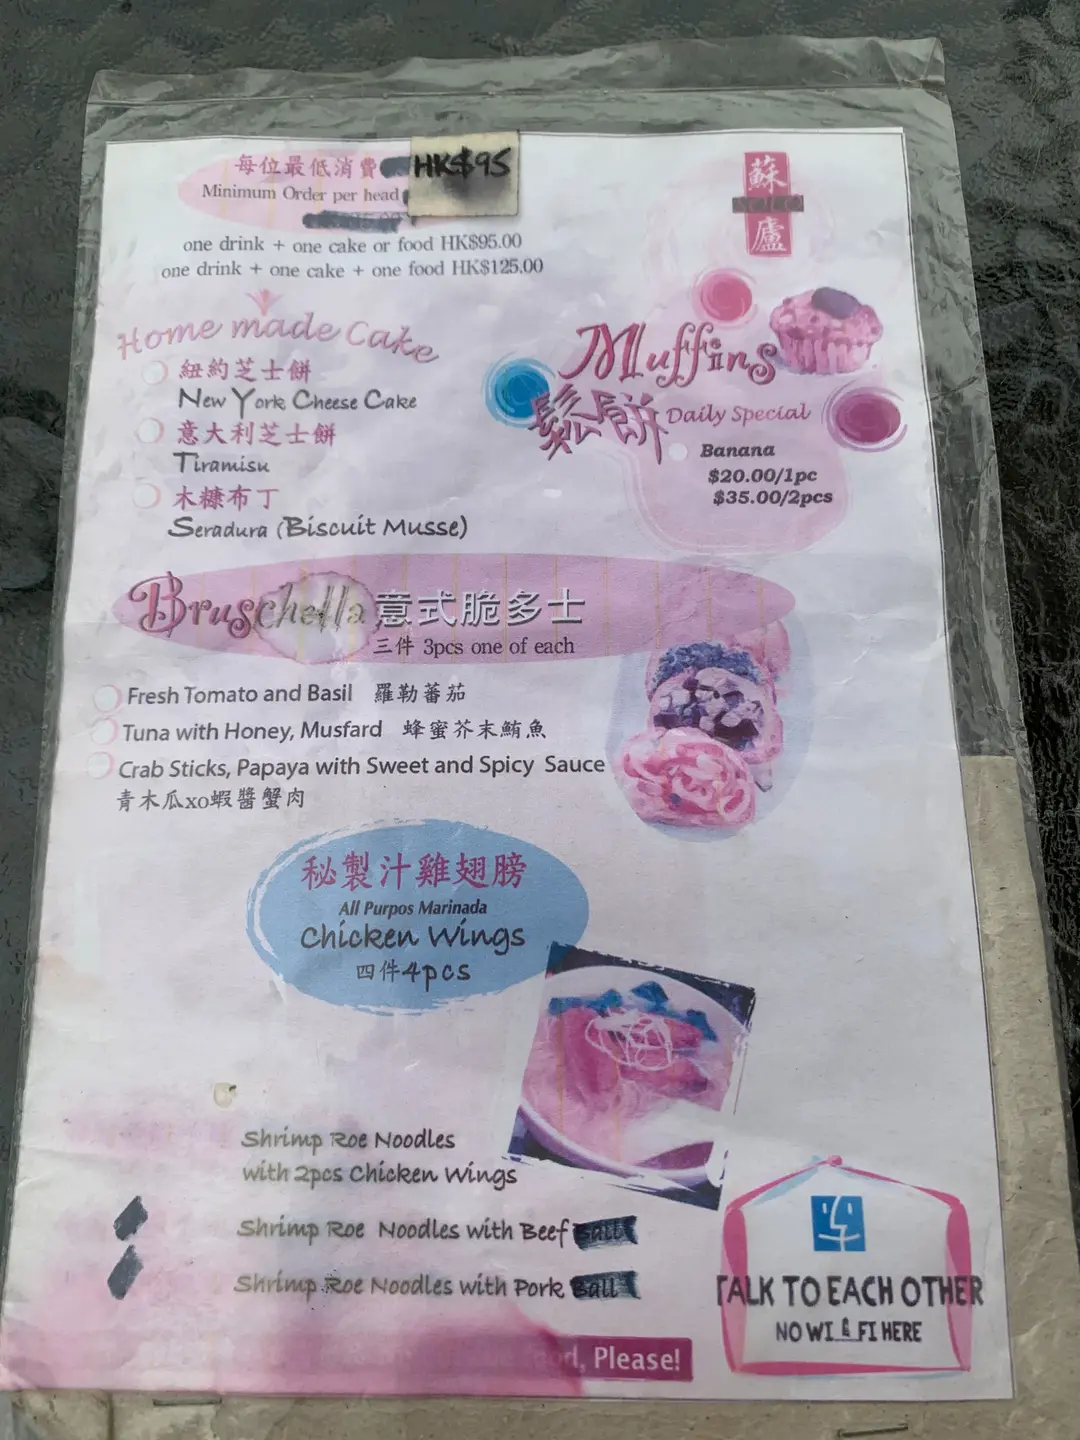 每位最低消費 HK$95
Minimum Order per head
one drink + one cake or food HK$95.00
one drink + one cake + one food HK$125.00
蘇
SOLO
廬
Home made Cake
紐約芝士餅
New York Cheese Cake
意大利芝士餅
Tiramisu
木糠布丁
Seradura (Biscuit Musse)
Muffins
鬆餅 Daily Special
Banana
$20.00/1pc
$35.00/2pcs
Bruschella 意式脆多士
三件 3pcs one of each
Fresh Tomato and Basil 羅勒蕃茄
Tuna with Honey, Musfard 蜂蜜芥末鮪魚
Crab Sticks, Papaya with Sweet and Spicy Sauce
青木瓜xo蝦醬蟹肉
秘製汁雞翅膀
All Purpos Marinada
Chicken Wings
四件4pcs
Shrimp Roe Noodles
with 2pcs Chicken Wings
Shrimp Roe Noodles with Beef Ball
Shrimp Roe Noodles with Pork Ball
Please!
TALK TO EACH OTHER
NO WI & FI HERE